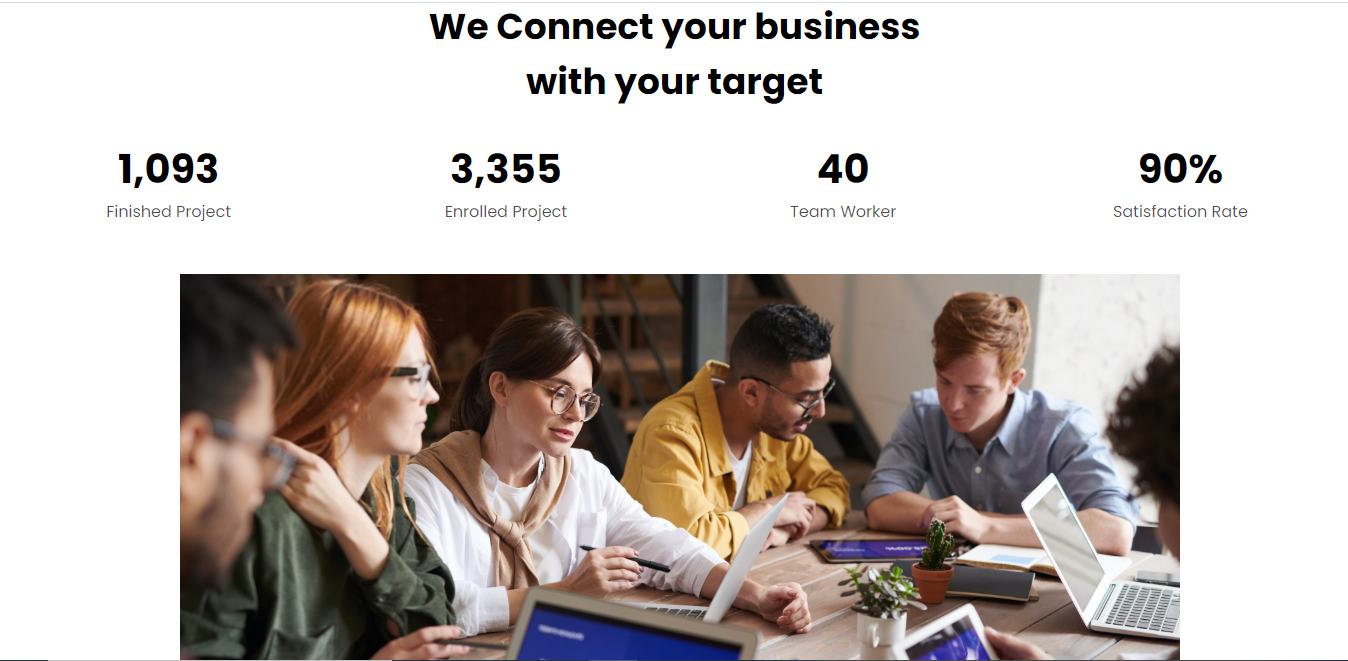 We Connect your business
with your target
1,093
3,355
40
90%
Finished Project
Enrolled Project
Team Worker
Satisfaction Rate